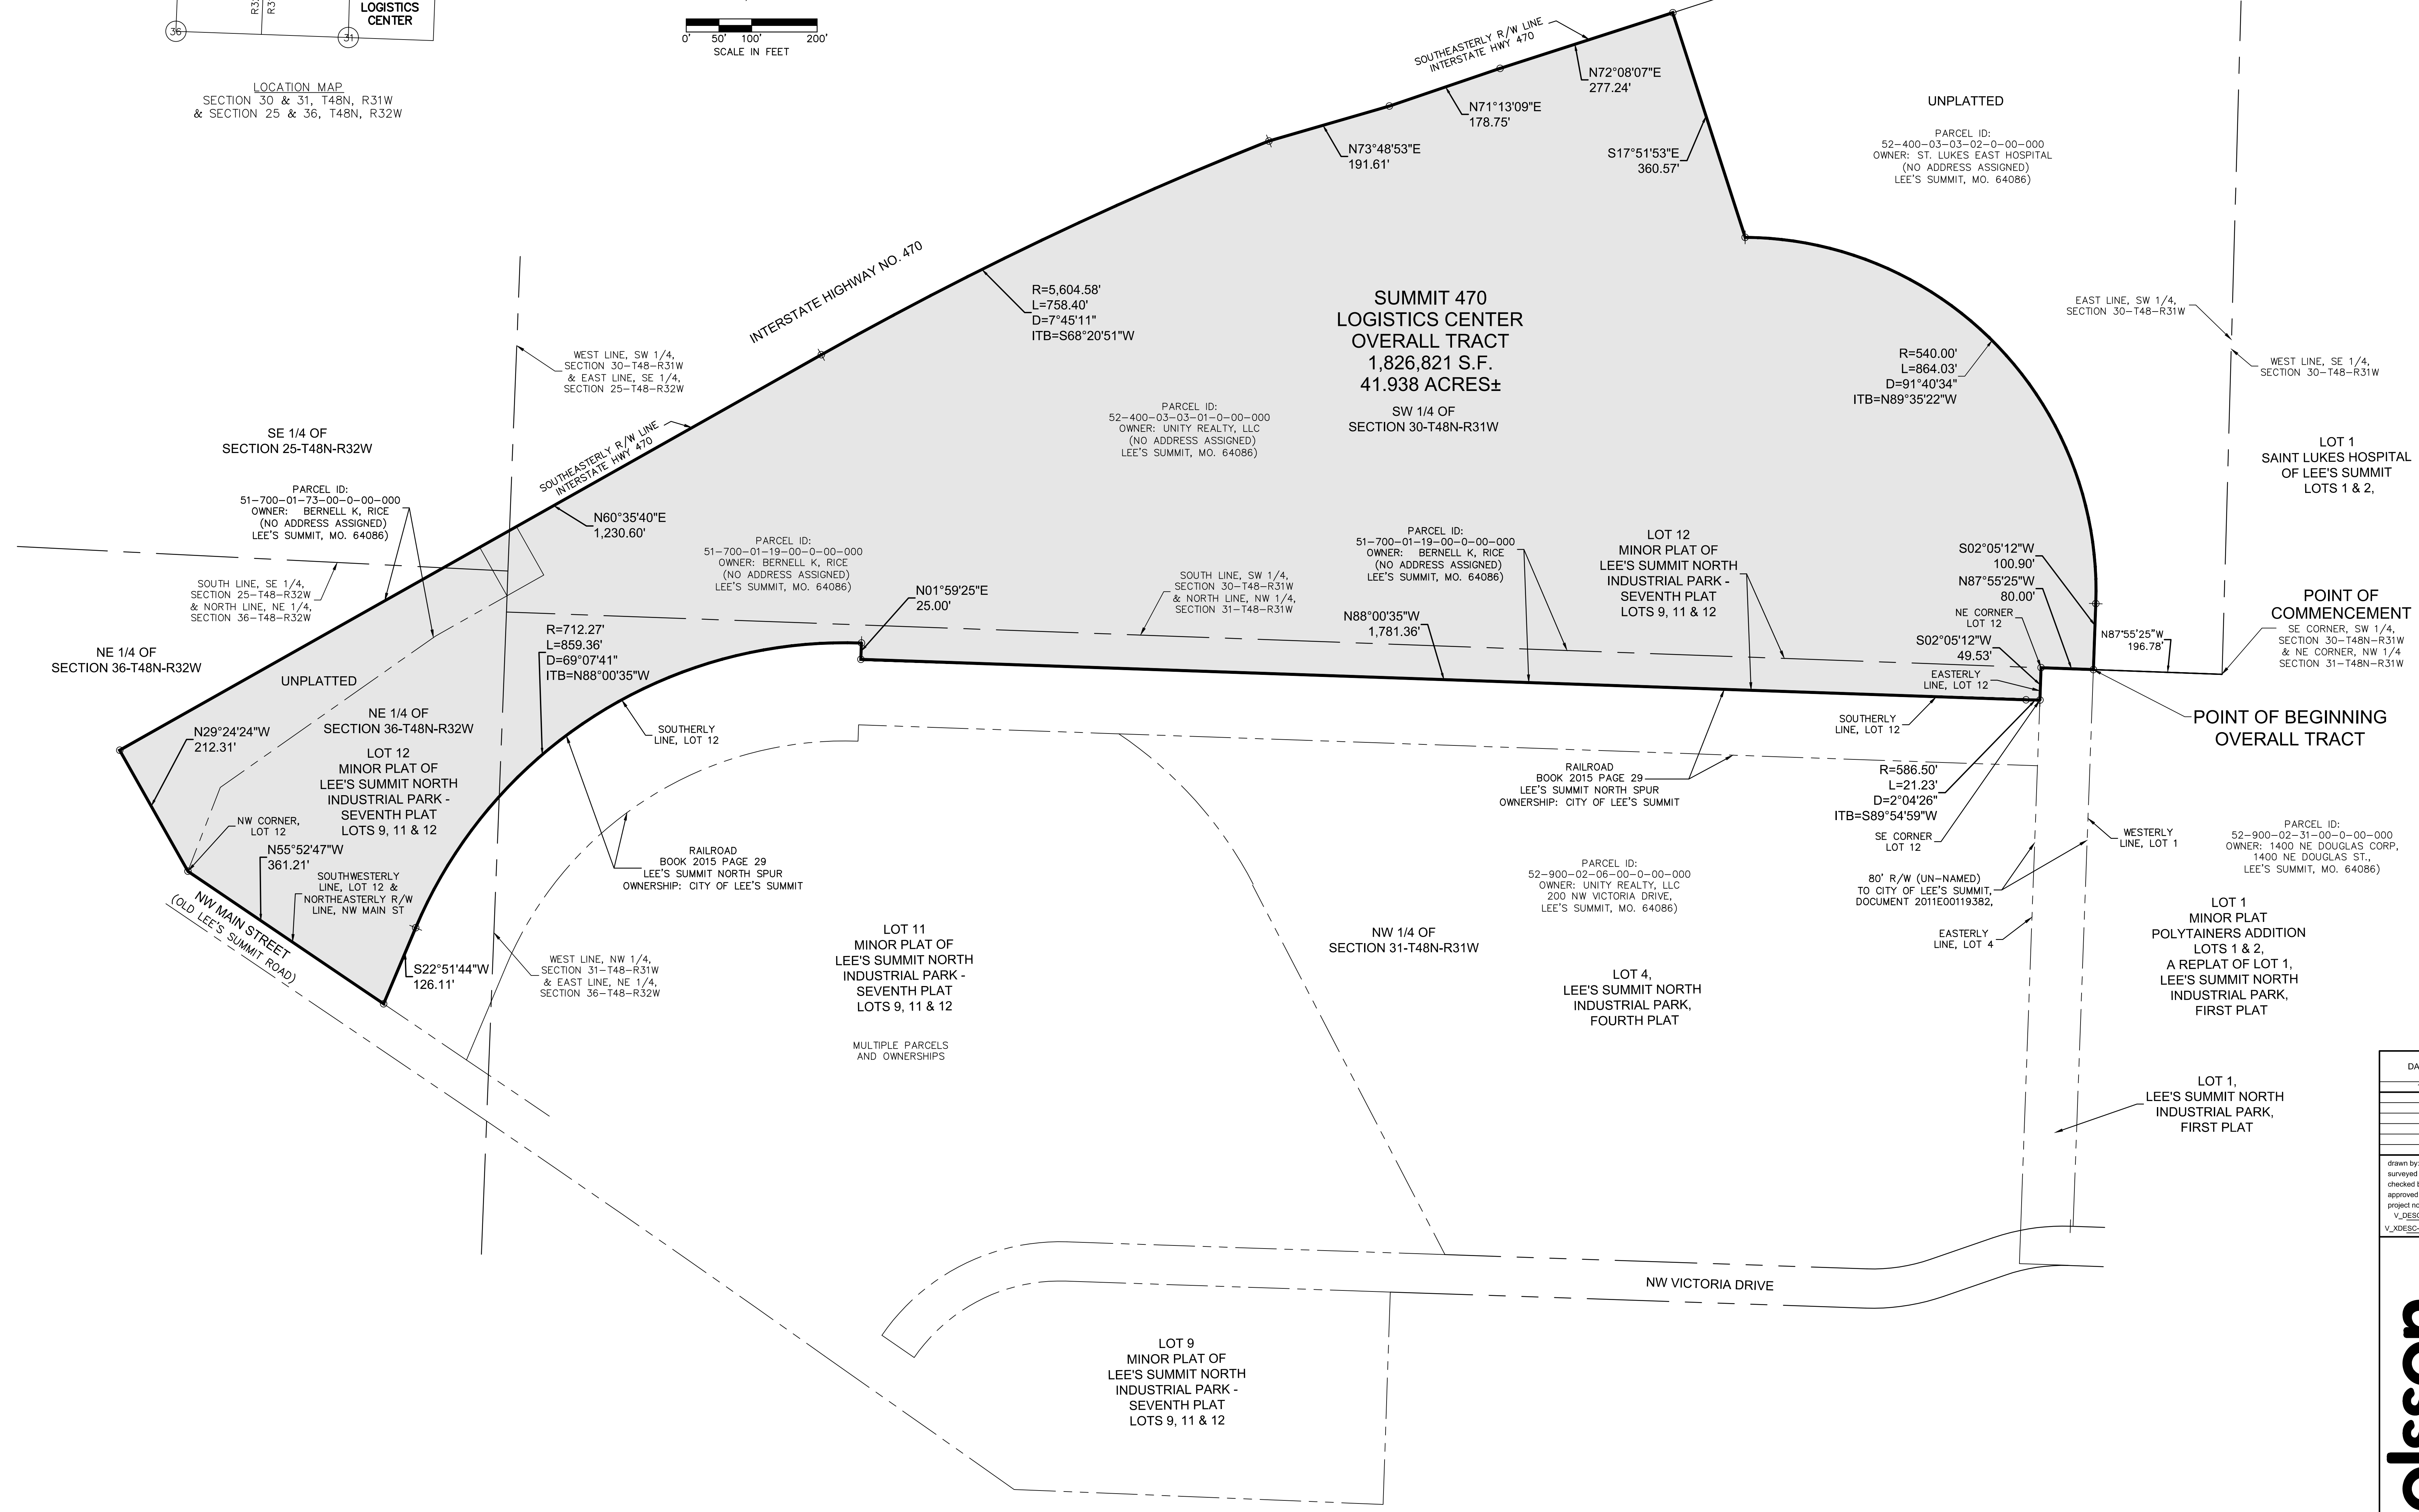 R3
R3
LOGISTICS
CENTER
36
31
LOCATION MAP
SECTION 30 & 31, T48N, R31W
& SECTION 25 & 36, T48N, R32W
0' 50' 100' 200'
SCALE IN FEET
SOUTHEASTERLY R/W LINE
INTERSTATE HWY 470
N72°08'07"E
277.24'
N71°13'09"E
178.75'
N73°48'53"E
191.61'
S17°51'53"E
360.57'
UNPLATTED
PARCEL ID:
52-400-03-03-02-0-00-000
OWNER: ST. LUKES EAST HOSPITAL
(NO ADDRESS ASSIGNED)
LEE'S SUMMIT, MO. 64086)
INTERSTATE HIGHWAY NO. 470
R=5,604.58'
L=758.40'
D=7°45'11"
ITB=S68°20'51"W
SUMMIT 470
LOGISTICS CENTER
OVERALL TRACT
1,826,821 S.F.
41.938 ACRES±
SW 1/4 OF
SECTION 30-T48N-R31W
EAST LINE, SW 1/4,
SECTION 30-T48-R31W
WEST LINE, SE 1/4,
SECTION 30-T48-R31W
R=540.00'
L=864.03'
D=91°40'34"
ITB=N89°35'22"W
WEST LINE, SW 1/4,
SECTION 30-T48-R31W
& EAST LINE, SE 1/4,
SECTION 25-T48-R32W
PARCEL ID:
52-400-03-03-01-0-00-000
OWNER: UNITY REALTY, LLC
(NO ADDRESS ASSIGNED)
LEE'S SUMMIT, MO. 64086)
SE 1/4 OF
SECTION 25-T48N-R32W
SOUTHEASTERLY R/W LINE
INTERSTATE HWY 470
LOT 1
SAINT LUKES HOSPITAL
OF LEE'S SUMMIT
LOTS 1 & 2,
PARCEL ID:
51-700-01-73-00-0-00-000
OWNER: BERNELL K, RICE
(NO ADDRESS ASSIGNED)
LEE'S SUMMIT, MO. 64086)
N60°35'40"E
1,230.60'
PARCEL ID:
51-700-01-19-00-0-00-000
OWNER: BERNELL K, RICE
(NO ADDRESS ASSIGNED)
LEE'S SUMMIT, MO. 64086)
PARCEL ID:
51-700-01-19-00-0-00-000
OWNER: BERNELL K, RICE
(NO ADDRESS ASSIGNED)
LEE'S SUMMIT, MO. 64086)
LOT 12
MINOR PLAT OF
LEE'S SUMMIT NORTH
INDUSTRIAL PARK -
SEVENTH PLAT
LOTS 9, 11 & 12
S02°05'12"W
100.90'
N87°55'25"W
80.00'
NE CORNER
LOT 12
S02°05'12"W
49.53'
EASTERLY
LINE, LOT 12
SOUTH LINE, SE 1/4,
SECTION 25-T48-R32W
& NORTH LINE, NE 1/4,
SECTION 36-T48-R32W
N01°59'25"E
25.00'
SOUTH LINE, SW 1/4,
SECTION 30-T48-R31W
& NORTH LINE, NW 1/4,
SECTION 31-T48-R31W
N88°00'35"W
1,781.36'
N87°55'25"W
196.78'
POINT OF
COMMENCEMENT
SE CORNER, SW 1/4,
SECTION 30-T48N-R31W
& NE CORNER, NW 1/4
SECTION 31-T48N-R31W
R=712.27'
L=859.36'
D=69°07'41"
ITB=N88°00'35"W
NE 1/4 OF
SECTION 36-T48N-R32W
UNPLATTED
NE 1/4 OF
SECTION 36-T48N-R32W
N29°24'24"W
212.31'
LOT 12
MINOR PLAT OF
LEE'S SUMMIT NORTH
INDUSTRIAL PARK -
SEVENTH PLAT
LOTS 9, 11 & 12
SOUTHERLY
LINE, LOT 12
SOUTHERLY
LINE, LOT 12
POINT OF BEGINNING
OVERALL TRACT
RAILROAD
BOOK 2015 PAGE 29
LEE'S SUMMIT NORTH SPUR
OWNERSHIP: CITY OF LEE'S SUMMIT
R=586.50'
L=21.23'
D=2°04'26"
ITB=S89°54'59"W
SE CORNER
LOT 12
NW CORNER,
LOT 12
N55°52'47"W
361.21'
SOUTHWESTERLY
LINE, LOT 12 &
NORTHEASTERLY R/W
LINE, NW MAIN ST
NW MAIN STREET
(OLD LEE'S SUMMIT ROAD)
RAILROAD
BOOK 2015 PAGE 29
LEE'S SUMMIT NORTH SPUR
OWNERSHIP: CITY OF LEE'S SUMMIT
PARCEL ID:
52-900-02-06-00-0-00-000
OWNER: UNITY REALTY, LLC
200 NW VICTORIA DRIVE,
LEE'S SUMMIT, MO. 64086)
WESTERLY
LINE, LOT 1
PARCEL ID:
52-900-02-31-00-0-00-000
OWNER: 1400 NE DOUGLAS CORP,
1400 NE DOUGLAS ST.,
LEE'S SUMMIT, MO. 64086)
80' R/W (UN-NAMED)
TO CITY OF LEE'S SUMMIT,
DOCUMENT 2011E00119382,
EASTERLY
LINE, LOT 4
LOT 1
MINOR PLAT
POLYTAINERS ADDITION
LOTS 1 & 2,
A REPLAT OF LOT 1,
LEE'S SUMMIT NORTH
INDUSTRIAL PARK,
FIRST PLAT
S22°51'44"W
126.11'
WEST LINE, NW 1/4,
SECTION 31-T48-R31W
& EAST LINE, NE 1/4,
SECTION 36-T48-R32W
LOT 11
MINOR PLAT OF
LEE'S SUMMIT NORTH
INDUSTRIAL PARK -
SEVENTH PLAT
LOTS 9, 11 & 12
MULTIPLE PARCELS
AND OWNERSHIPS
NW 1/4 OF
SECTION 31-T48N-R31W
LOT 4,
LEE'S SUMMIT NORTH
INDUSTRIAL PARK,
FOURTH PLAT
LOT 1,
LEE'S SUMMIT NORTH
INDUSTRIAL PARK,
FIRST PLAT
NW VICTORIA DRIVE
LOT 9
MINOR PLAT OF
LEE'S SUMMIT NORTH
INDUSTRIAL PARK -
SEVENTH PLAT
LOTS 9, 11 & 12
DA
drawn by:
surveyed
checked b
approved
project no
V_DESC
V_XDESC-
olsson